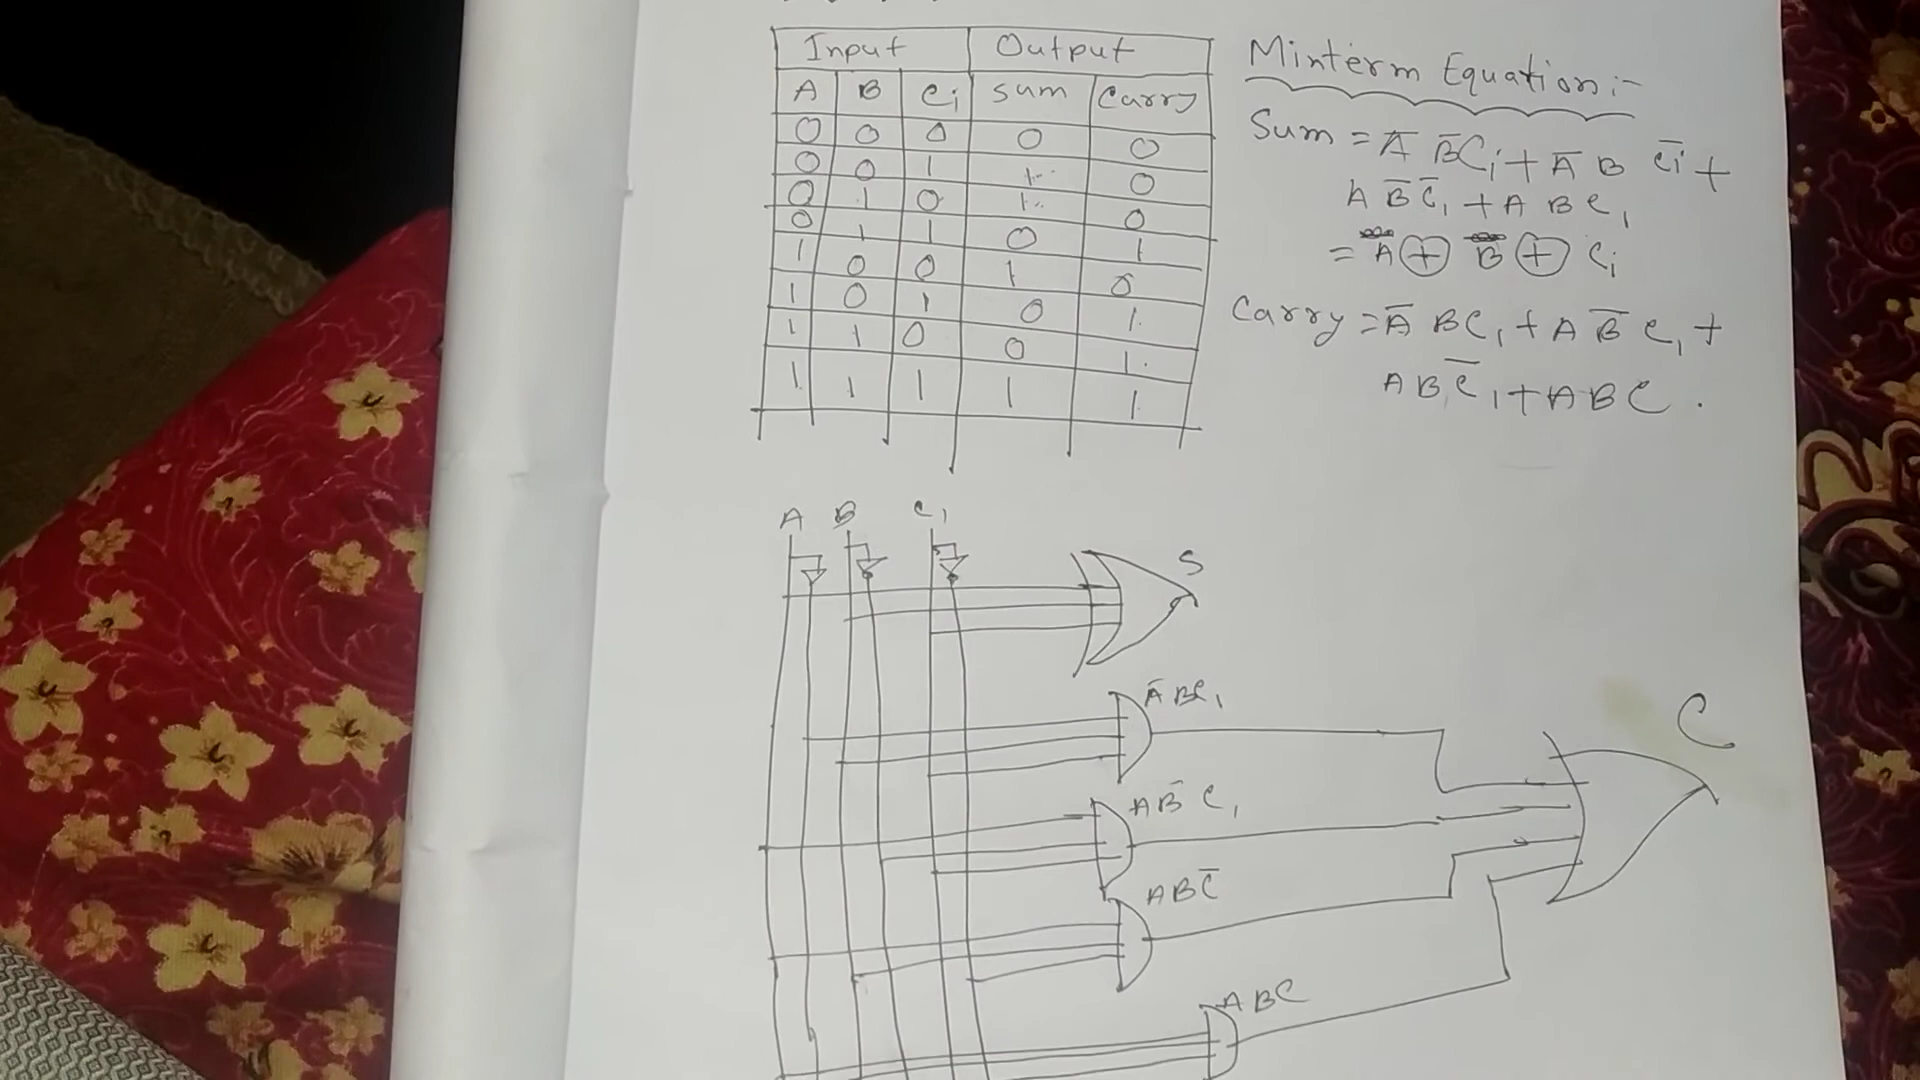 Input Output
A B Ci sum Carry
0 0 0 0 0
0 0 1 1 0
0 1 0 1 0
0 1 1 0 1
1 0 0 1 0
1 0 1 0 1
1 1 0 0 1
1 1 1 1 1
Minterm Equation :-
Sum = A̅ B̅Ci + A̅ B C̅i +
A B̅ C̅1 + A B C1
= A ⊕ B ⊕ Ci
Carry = A̅ BC1 + A B̅ C1 +
A B C̅1 + A B C .
A B C1
S
A̅ B C1
A B̅ C1
A B C̅
A B C
C